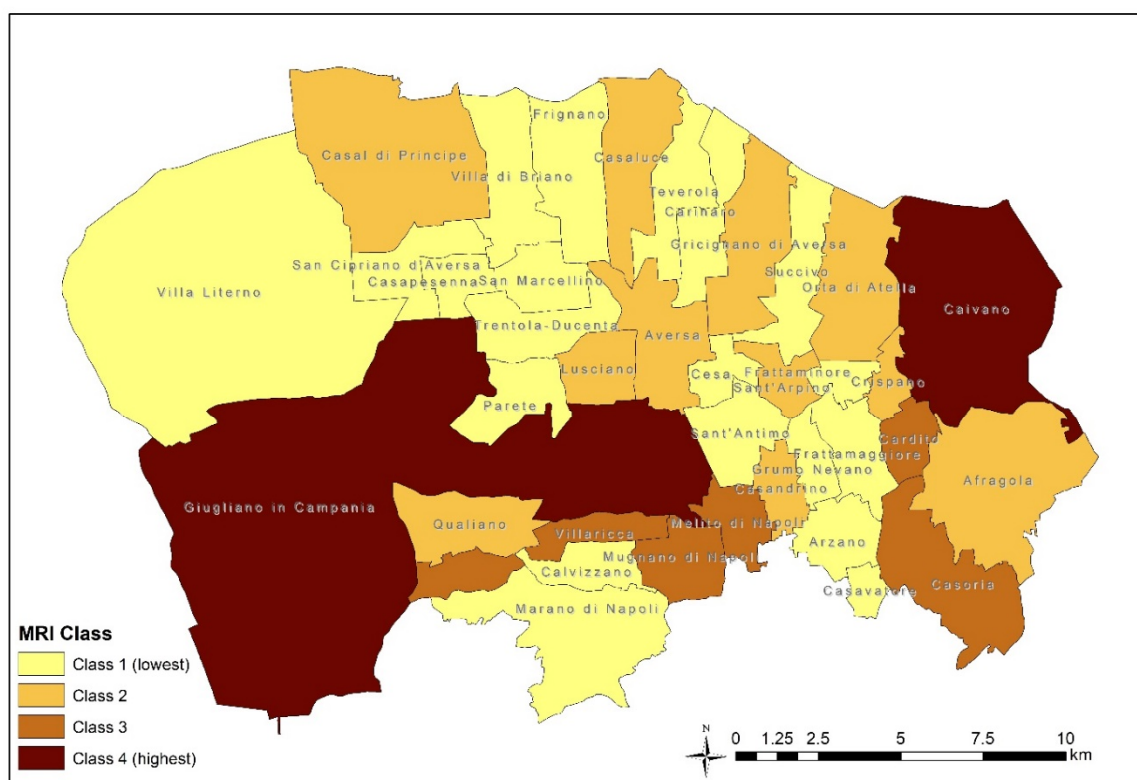 Frignano
Casal di Principe
Casaluce
Villa di Briano
Teverola
Carinaro
Gricignano di Aversa
San Cipriano d'Aversa
Succivo
Casapesenna
San Marcellino
Villa Literno
Orta di Atella
Caivano
Trentola-Ducenta
Aversa
Lusciano
Cesa
Frattaminore
Sant'Arpino
Crispano
Parete
Sant'Antimo
Cardito
Frattamaggiore
Grumo Nevano
Afragola
Casandrino
Giugliano in Campania
Qualiano
Villaricca
Melito di Napoli
Arzano
Mugnano di Napoli
Calvizzano
Casoria
Casavatore
Marano di Napoli
MRI Class
Class 1 (lowest)
Class 2
Class 3
Class 4 (highest)
N
0 1.25 2.5 5 7.5 10
km